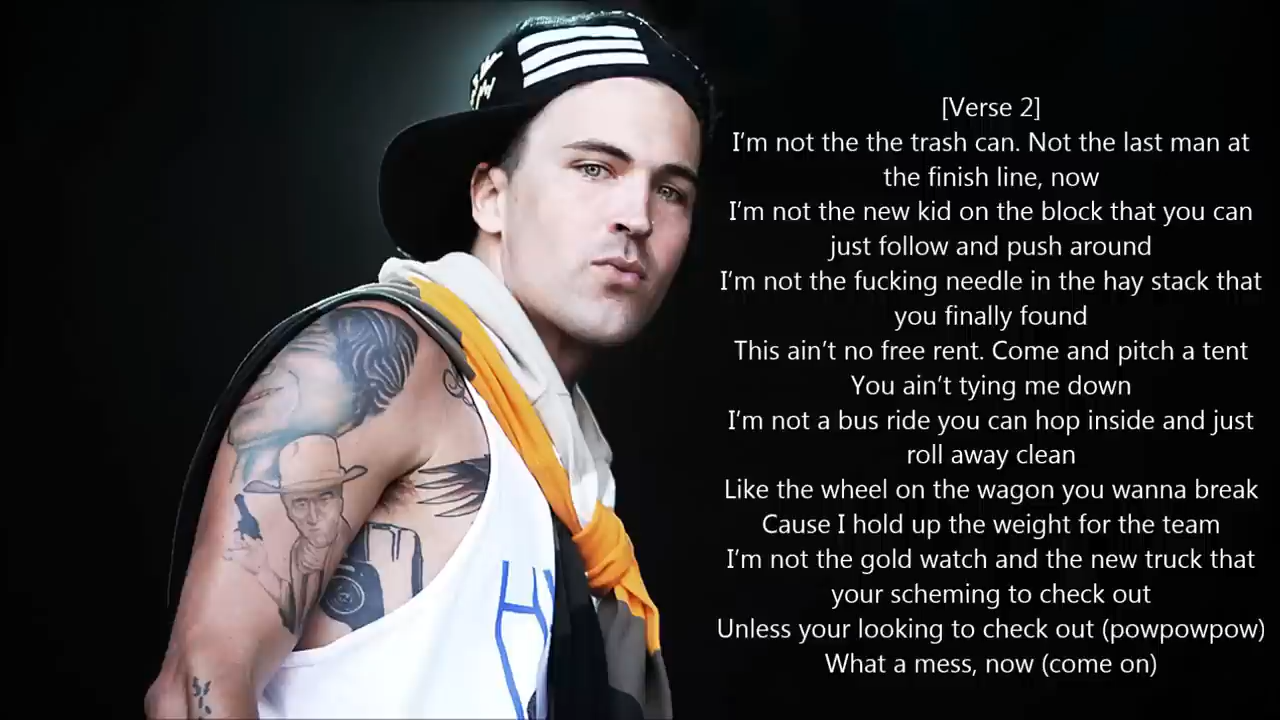 [Verse 2]
I'm not the the trash can. Not the last man at
the finish line, now
I'm not the new kid on the block that you can
just follow and push around
I'm not the fucking needle in the hay stack that
you finally found
This ain't no free rent. Come and pitch a tent
You ain't tying me down
I'm not a bus ride you can hop inside and just
roll away clean
Like the wheel on the wagon you wanna break
Cause I hold up the weight for the team
I'm not the gold watch and the new truck that
your scheming to check out
Unless your looking to check out (powpowpow)
What a mess, now (come on)